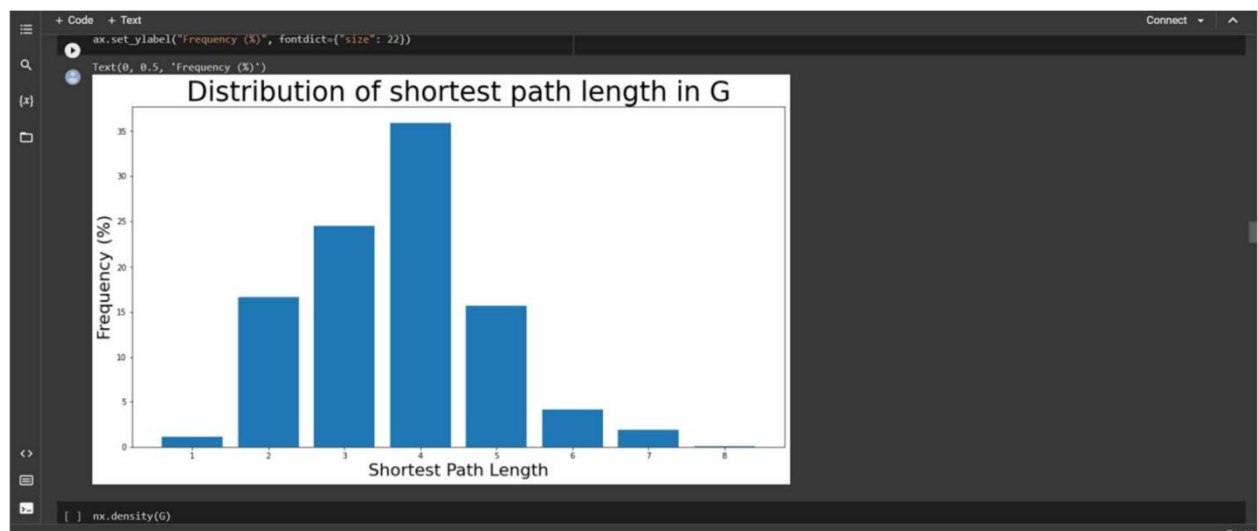 + Code + Text
Connect
ax.set_ylabel("Frequency (%)", fontdict={"size": 22})
Text(0, 0.5, 'Frequency (%)')
{x}
Distribution of shortest path length in G
35
30
25
20
15
10
5
0
Frequency (%)
1 2 3 4 5 6 7 8
Shortest Path Length
[ ] nx.density(G)